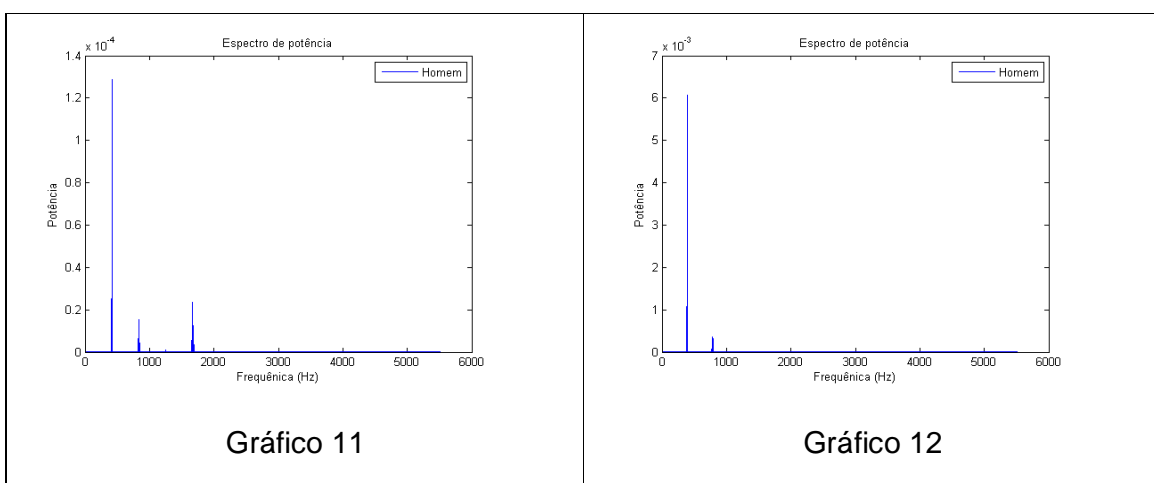 x 10⁻⁴
Espectro de potência
1.4
1.2
1
0.8
0.6
0.4
0.2
0
Potência
Homem
0 1000 2000 3000 4000 5000 6000
Frequênica (Hz)
Gráfico 11
x 10⁻³
Espectro de potência
7
6
5
4
3
2
1
0
Potência
Homem
0 1000 2000 3000 4000 5000 6000
Frequênica (Hz)
Gráfico 12